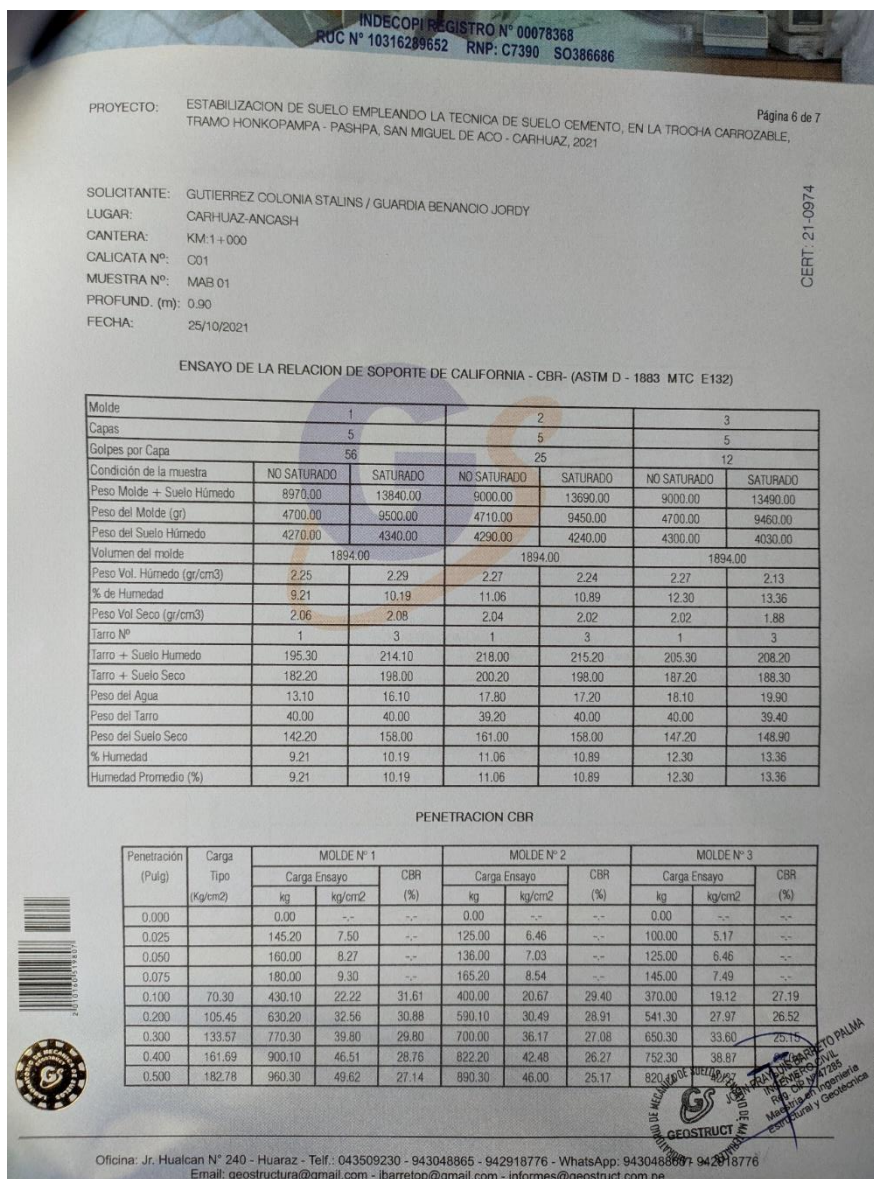 INDECOPI REGISTRO N° 00078368
RUC N° 10316289652 RNP: C7390 SO386686
Página 6 de 7
PROYECTO: ESTABILIZACION DE SUELO EMPLEANDO LA TECNICA DE SUELO CEMENTO, EN LA TROCHA CARROZABLE,
TRAMO HONKOPAMPA - PASHPA, SAN MIGUEL DE ACO - CARHUAZ, 2021
CERT: 21-0974
SOLICITANTE: GUTIERREZ COLONIA STALINS / GUARDIA BENANCIO JORDY
LUGAR: CARHUAZ-ANCASH
CANTERA: KM:1+000
CALICATA Nº: C01
MUESTRA Nº: MAB 01
PROFUND. (m): 0.90
FECHA: 25/10/2021
ENSAYO DE LA RELACION DE SOPORTE DE CALIFORNIA - CBR- (ASTM D - 1883 MTC E132)
Molde 1 2 3
Capas 5 5 5
Golpes por Capa 56 25 12
Condición de la muestra NO SATURADO SATURADO NO SATURADO SATURADO NO SATURADO SATURADO
Peso Molde + Suelo Húmedo 8970.00 13840.00 9000.00 13690.00 9000.00 13490.00
Peso del Molde (gr) 4700.00 9500.00 4710.00 9450.00 4700.00 9460.00
Peso del Suelo Húmedo 4270.00 4340.00 4290.00 4240.00 4300.00 4030.00
Volumen del molde 1894.00 1894.00 1894.00
Peso Vol. Húmedo (gr/cm3) 2.25 2.29 2.27 2.24 2.27 2.13
% de Humedad 9.21 10.19 11.06 10.89 12.30 13.36
Peso Vol Seco (gr/cm3) 2.06 2.08 2.04 2.02 2.02 1.88
Tarro Nº 1 3 1 3 1 3
Tarro + Suelo Humedo 195.30 214.10 218.00 215.20 205.30 208.20
Tarro + Suelo Seco 182.20 198.00 200.20 198.00 187.20 188.30
Peso del Agua 13.10 16.10 17.80 17.20 18.10 19.90
Peso del Tarro 40.00 40.00 39.20 40.00 40.00 39.40
Peso del Suelo Seco 142.20 158.00 161.00 158.00 147.20 148.90
% Humedad 9.21 10.19 11.06 10.89 12.30 13.36
Humedad Promedio (%) 9.21 10.19 11.06 10.89 12.30 13.36
PENETRACION CBR
Penetración Carga MOLDE Nº 1 MOLDE Nº 2 MOLDE Nº 3
(Pulg) Tipo Carga Ensayo CBR Carga Ensayo CBR Carga Ensayo CBR
(Kg/cm2) kg kg/cm2 (%) kg kg/cm2 (%) kg kg/cm2 (%)
0.000 0.00 -.- -.- 0.00 -.- -.- 0.00 -.- -.-
0.025 145.20 7.50 -.- 125.00 6.46 -.- 100.00 5.17 -.-
0.050 160.00 8.27 -.- 136.00 7.03 -.- 125.00 6.46 -.-
0.075 180.00 9.30 -.- 165.20 8.54 -.- 145.00 7.49 -.-
0.100 70.30 430.10 22.22 31.61 400.00 20.67 29.40 370.00 19.12 27.19
0.200 105.45 630.20 32.56 30.88 590.10 30.49 28.91 541.30 27.97 26.52
0.300 133.57 770.30 39.80 29.80 700.00 36.17 27.08 650.30 33.60 25.15
0.400 161.69 900.10 46.51 28.76 822.20 42.48 26.27 752.30 38.87
0.500 182.78 960.30 49.62 27.14 890.30 46.00 25.17
GS
GEOSTRUCT
INGENIERO CIVIL
Reg. CIP Nº 47285
Maestría en Ingeniería
Estructural y Geotécnica
Oficina: Jr. Hualcan N° 240 - Huaraz - Telf.: 043509230 - 943048865 - 942918776 - WhatsApp: 942918776
Email: geostructura@gmail.com - jbarretop@gmail.com - informes@geostruct.com.pe